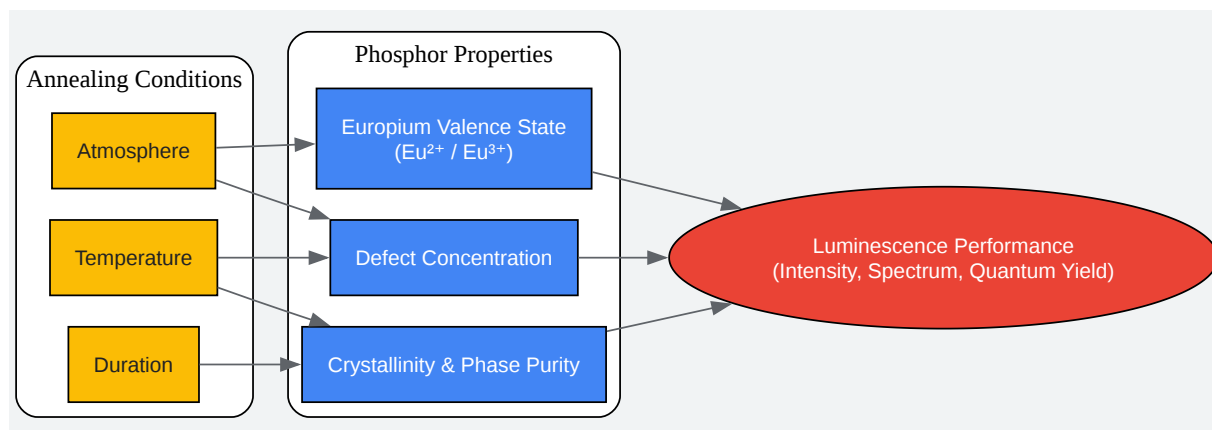 Annealing Conditions
Atmosphere
Temperature
Duration
Phosphor Properties
Europium Valence State
(Eu²⁺ / Eu³⁺)
Defect Concentration
Crystallinity & Phase Purity
Luminescence Performance
(Intensity, Spectrum, Quantum Yield)